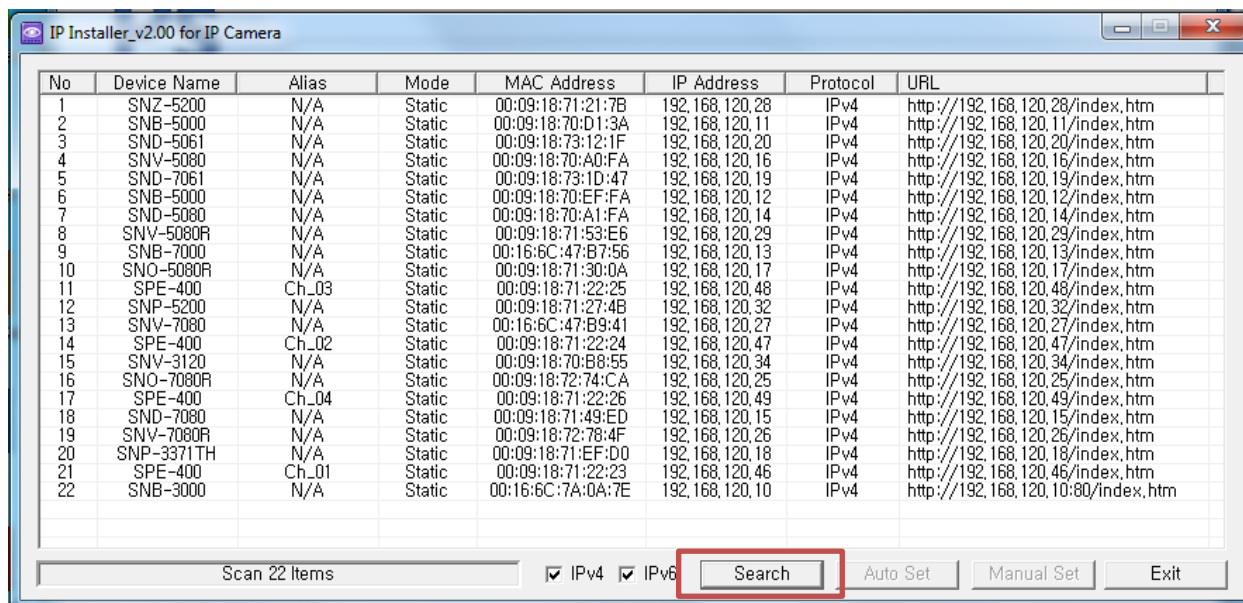 IP Installer_v2.00 for IP Camera
No Device Name Alias Mode MAC Address IP Address Protocol URL
1 SNZ-5200 N/A Static 00:09:18:71:21:7B 192,168,120,28 IPv4 http://192,168,120,28/index,htm
2 SNB-5000 N/A Static 00:09:18:70:D1:3A 192,168,120,11 IPv4 http://192,168,120,11/index,htm
3 SND-5061 N/A Static 00:09:18:73:12:1F 192,168,120,20 IPv4 http://192,168,120,20/index,htm
4 SNV-5080 N/A Static 00:09:18:70:A0:FA 192,168,120,16 IPv4 http://192,168,120,16/index,htm
5 SND-7061 N/A Static 00:09:18:73:1D:47 192,168,120,19 IPv4 http://192,168,120,19/index,htm
6 SNB-5000 N/A Static 00:09:18:70:EF:FA 192,168,120,12 IPv4 http://192,168,120,12/index,htm
7 SND-5080 N/A Static 00:09:18:70:A1:FA 192,168,120,14 IPv4 http://192,168,120,14/index,htm
8 SNV-5080R N/A Static 00:09:18:71:53:E6 192,168,120,29 IPv4 http://192,168,120,29/index,htm
9 SNB-7000 N/A Static 00:16:6C:47:B7:56 192,168,120,13 IPv4 http://192,168,120,13/index,htm
10 SNO-5080R N/A Static 00:09:18:71:30:0A 192,168,120,17 IPv4 http://192,168,120,17/index,htm
11 SPE-400 Ch_03 Static 00:09:18:71:22:25 192,168,120,48 IPv4 http://192,168,120,48/index,htm
12 SNP-5200 N/A Static 00:09:18:71:27:4B 192,168,120,32 IPv4 http://192,168,120,32/index,htm
13 SNV-7080 N/A Static 00:16:6C:47:B9:41 192,168,120,27 IPv4 http://192,168,120,27/index,htm
14 SPE-400 Ch_02 Static 00:09:18:71:22:24 192,168,120,47 IPv4 http://192,168,120,47/index,htm
15 SNV-3120 N/A Static 00:09:18:70:B8:55 192,168,120,34 IPv4 http://192,168,120,34/index,htm
16 SNO-7080R N/A Static 00:09:18:72:74:CA 192,168,120,25 IPv4 http://192,168,120,25/index,htm
17 SPE-400 Ch_04 Static 00:09:18:71:22:26 192,168,120,49 IPv4 http://192,168,120,49/index,htm
18 SND-7080 N/A Static 00:09:18:71:49:ED 192,168,120,15 IPv4 http://192,168,120,15/index,htm
19 SNV-7080R N/A Static 00:09:18:72:78:4F 192,168,120,26 IPv4 http://192,168,120,26/index,htm
20 SNP-3371TH N/A Static 00:09:18:71:EF:D0 192,168,120,18 IPv4 http://192,168,120,18/index,htm
21 SPE-400 Ch_01 Static 00:09:18:71:22:23 192,168,120,46 IPv4 http://192,168,120,46/index,htm
22 SNB-3000 N/A Static 00:16:6C:7A:0A:7E 192,168,120,10 IPv4 http://192,168,120,10:80/index,htm
Scan 22 Items IPv4 IPv6 Search Auto Set Manual Set Exit